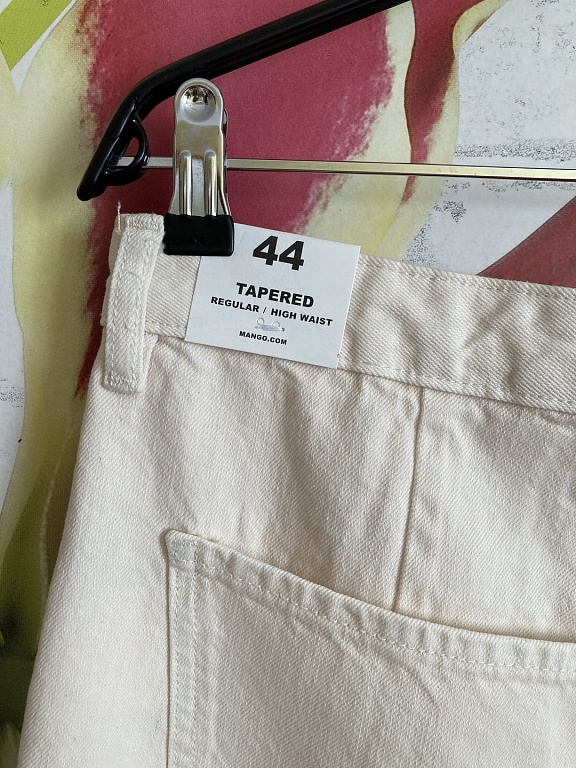 44
TAPERED
REGULAR / HIGH WAIST
MANGO.COM